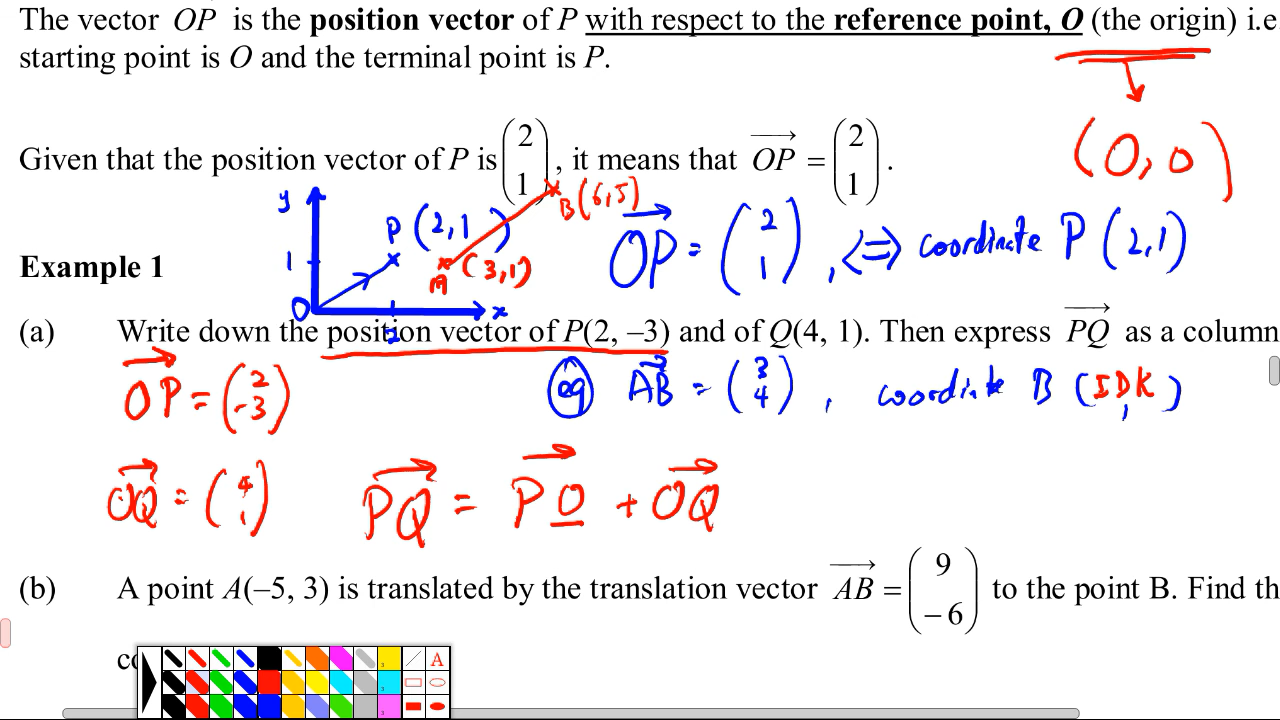 The vector OP is the position vector of P with respect to the reference point, O (the origin) i.e.
starting point is O and the terminal point is P.
Given that the position vector of P is (2 1), it means that OP = (2 1).
(0,0)
y
P (2,1)
B(6,5)
1
A (3,1)
O
x
2
OP = (2 1), <=> coordinate P (2,1)
Example 1
(a) Write down the position vector of P(2, –3) and of Q(4, 1). Then express PQ as a column
OP = (2 -3)
eg AB = (3 4), coordinate B (IDK, )
OQ = (4 1)
PQ = PO + OQ
(b) A point A(–5, 3) is translated by the translation vector AB = (9 –6) to the point B. Find th
A